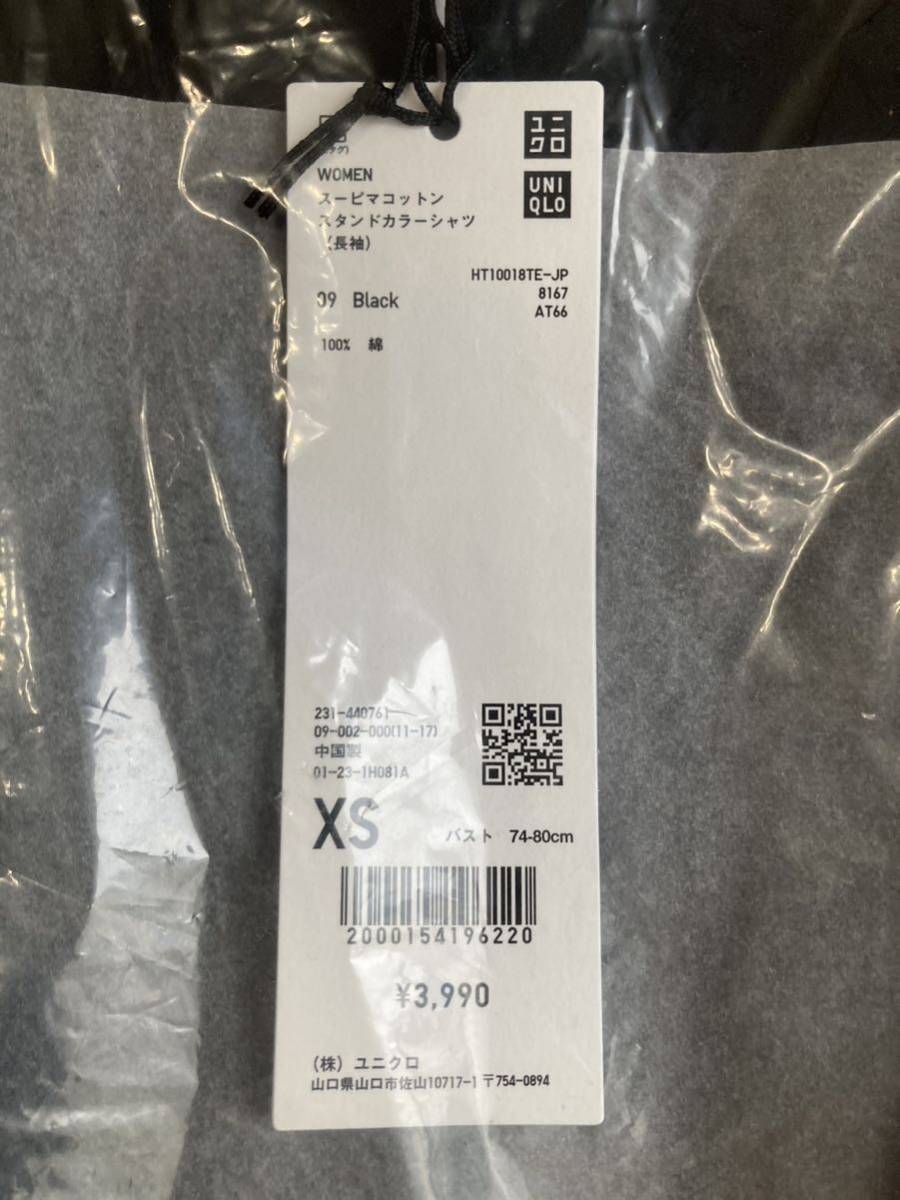 ユニ
クロ
UNI
QLO
WOMEN
スーピマコットン
スタンドカラーシャツ
（長袖）
HT10018TE-JP
8167
AT66
09 Black
100% 綿
231-440761
09-002-000(11-17)
中国製
01-23-1H081A
XS
バスト 74-80cm
2000154196220
¥3,990
（株）ユニクロ
山口県山口市佐山10717-1 〒754-0894